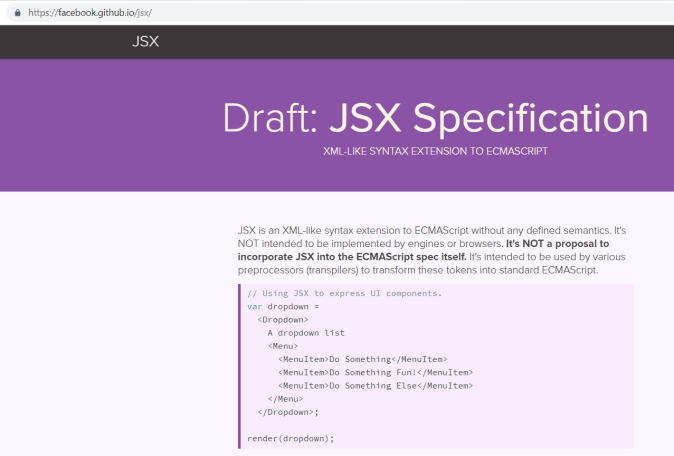 https://facebook.github.io/jsx/
JSX
Draft: JSX Specification
XML-LIKE SYNTAX EXTENSION TO ECMASCRIPT
JSX is an XML-like syntax extension to ECMAScript without any defined semantics. It's
NOT intended to be implemented by engines or browsers. It's NOT a proposal to
incorporate JSX into the ECMAScript spec itself. It's intended to be used by various
preprocessors (transpilers) to transform these tokens into standard ECMAScript.
// Using JSX to express UI components.
var dropdown =
  <Dropdown>
    A dropdown list
    <Menu>
      <MenuItem>Do Something</MenuItem>
      <MenuItem>Do Something Fun!</MenuItem>
      <MenuItem>Do Something Else</MenuItem>
    </Menu>
  </Dropdown>;
render(dropdown);